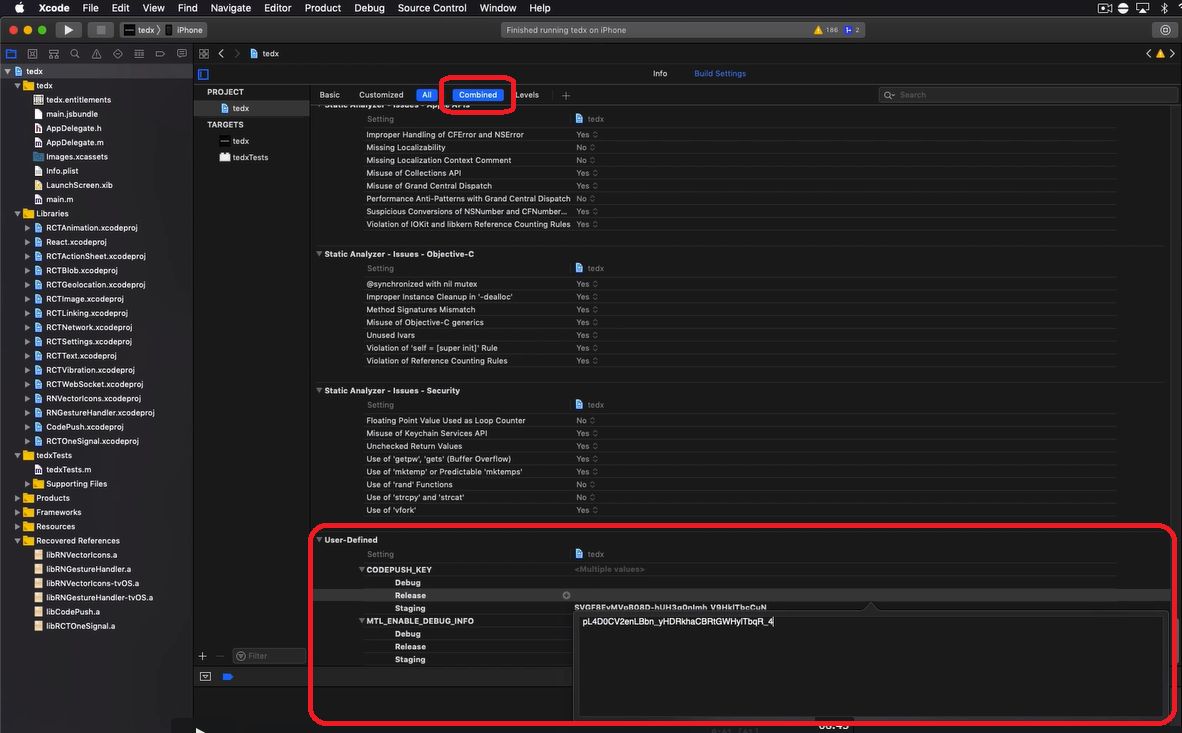 Xcode File Edit View Find Navigate Editor Product Debug Source Control Window Help
tedx iPhone Finished running tedx on iPhone 186 2
tedx
tedx
Info Build Settings
PROJECT
tedx
TARGETS
tedx
tedxTests
Basic Customized All Combined Levels + Search
tedx
tedx.entitlements
main.jsbundle
AppDelegate.h
AppDelegate.m
Images.xcassets
Info.plist
LaunchScreen.xib
main.m
Libraries
RCTAnimation.xcodeproj
React.xcodeproj
RCTActionSheet.xcodeproj
RCTBlob.xcodeproj
RCTGeolocation.xcodeproj
RCTImage.xcodeproj
RCTLinking.xcodeproj
RCTNetwork.xcodeproj
RCTSettings.xcodeproj
RCTText.xcodeproj
RCTVibration.xcodeproj
RCTWebSocket.xcodeproj
RNVectorIcons.xcodeproj
RNGestureHandler.xcodeproj
CodePush.xcodeproj
RCTOneSignal.xcodeproj
tedxTests
tedxTests.m
Supporting Files
Products
Frameworks
Resources
Recovered References
libRNVectorIcons.a
libRNGestureHandler.a
libRNVectorIcons-tvOS.a
libRNGestureHandler-tvOS.a
libCodePush.a
libRCTOneSignal.a
+ − Filter
Static Analyzer - Issues - Apple APIs
Setting tedx
Improper Handling of CFError and NSError Yes
Missing Localizability No
Missing Localization Context Comment No
Misuse of Collections API Yes
Misuse of Grand Central Dispatch Yes
Performance Anti-Patterns with Grand Central Dispatch No
Suspicious Conversions of NSNumber and CFNumber... Yes
Violation of IOKit and libkern Reference Counting Rules Yes
Static Analyzer - Issues - Objective-C
Setting tedx
@synchronized with nil mutex Yes
Improper Instance Cleanup in '-dealloc' Yes
Method Signatures Mismatch Yes
Misuse of Objective-C generics Yes
Unused Ivars Yes
Violation of 'self = [super init]' Rule Yes
Violation of Reference Counting Rules Yes
Static Analyzer - Issues - Security
Setting tedx
Floating Point Value Used as Loop Counter No
Misuse of Keychain Services API Yes
Unchecked Return Values Yes
Use of 'getpw', 'gets' (Buffer Overflow) Yes
Use of 'mktemp' or Predictable 'mktemps' Yes
Use of 'rand' Functions No
Use of 'strcpy' and 'strcat' No
Use of 'vfork' Yes
User-Defined
Setting tedx
CODEPUSH_KEY <Multiple values>
Debug
Release
Staging
pL4D0CV2enLBbn_yHDRkhaCBRtGWHylTbqR_4
MTL_ENABLE_DEBUG_INFO
Debug
Release
Staging